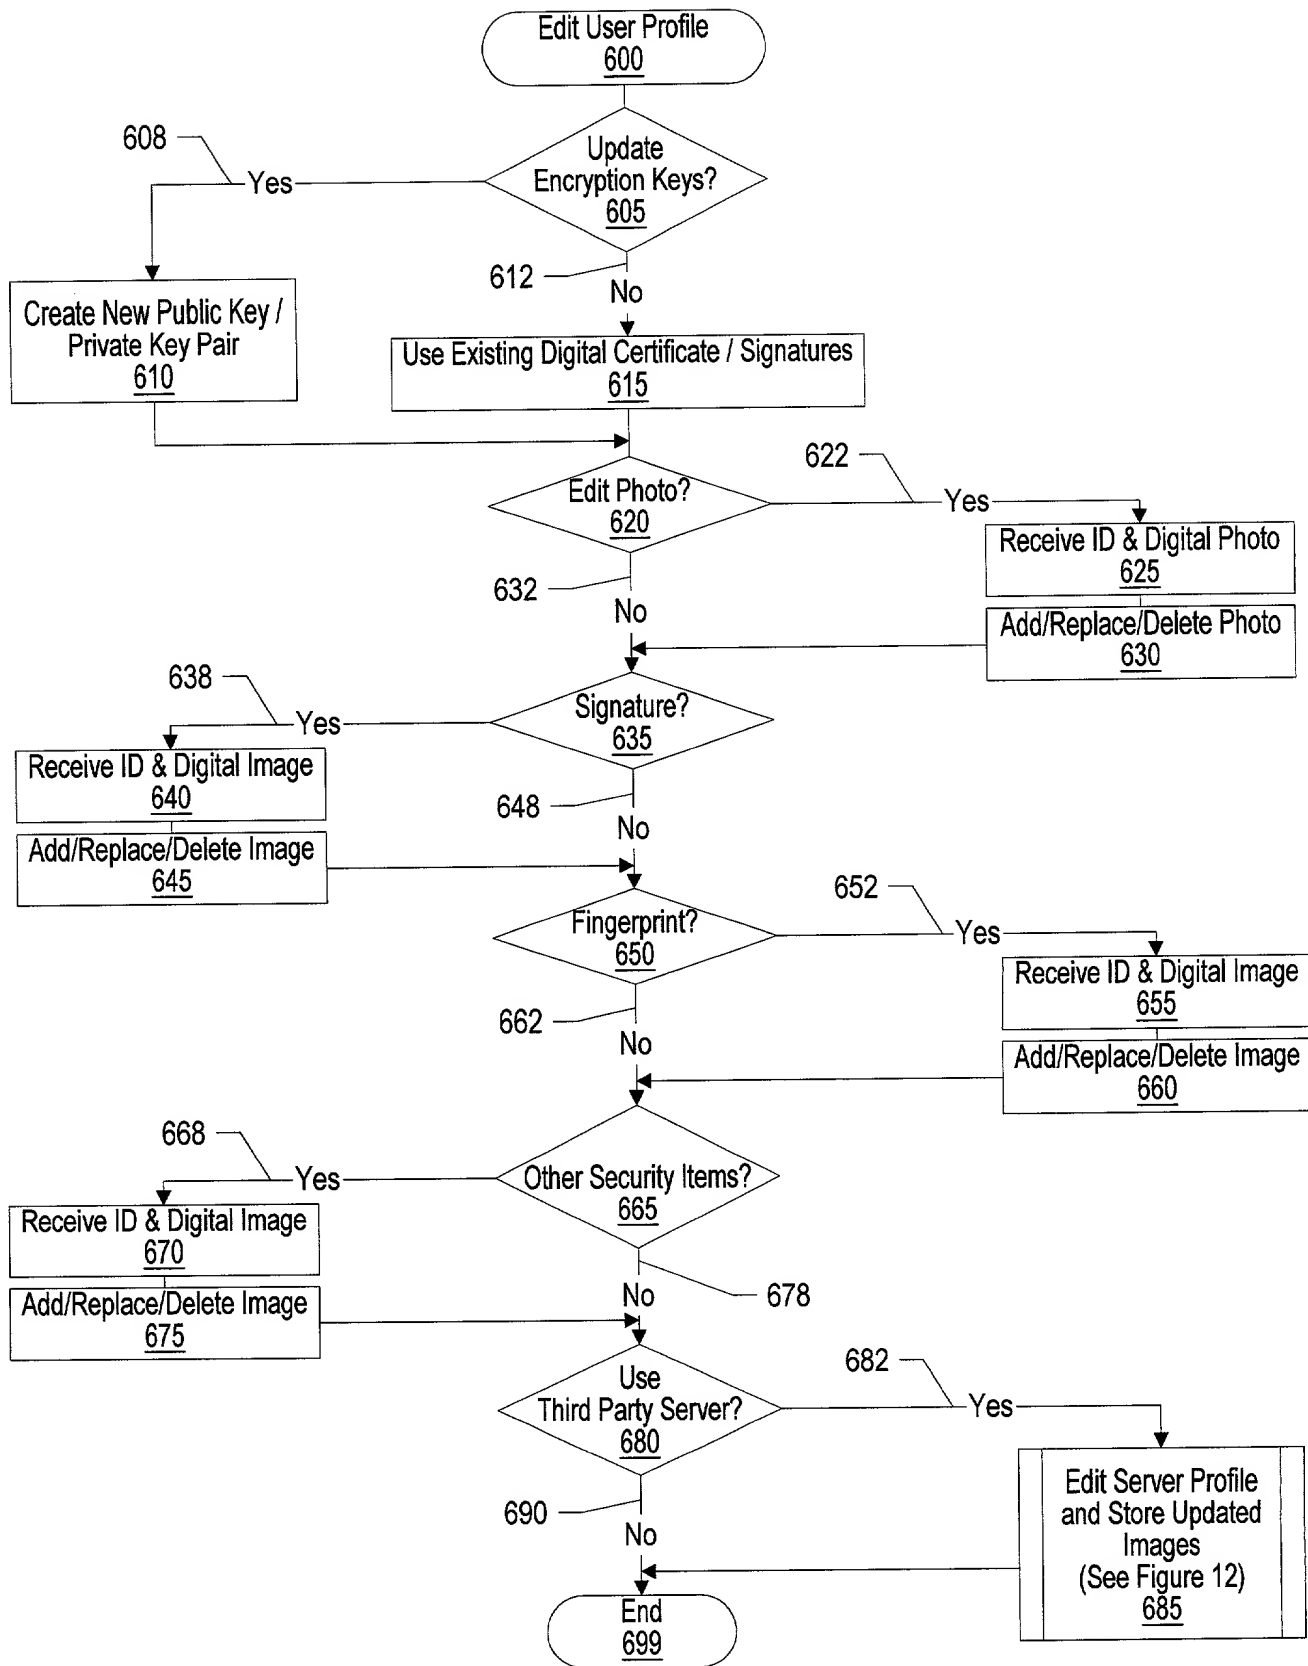 Edit User Profile
600
608
Yes
Update
Encryption Keys?
605
612
No
Create New Public Key /
Private Key Pair
610
Use Existing Digital Certificate / Signatures
615
622
Yes
Edit Photo?
620
Receive ID & Digital Photo
625
632
No
Add/Replace/Delete Photo
630
638
Yes
Signature?
635
Receive ID & Digital Image
640
648
No
Add/Replace/Delete Image
645
652
Yes
Fingerprint?
650
Receive ID & Digital Image
655
662
No
Add/Replace/Delete Image
660
668
Yes
Other Security Items?
665
Receive ID & Digital Image
670
678
No
Add/Replace/Delete Image
675
682
Yes
Use
Third Party Server?
680
690
No
Edit Server Profile
and Store Updated
Images
(See Figure 12)
685
End
699